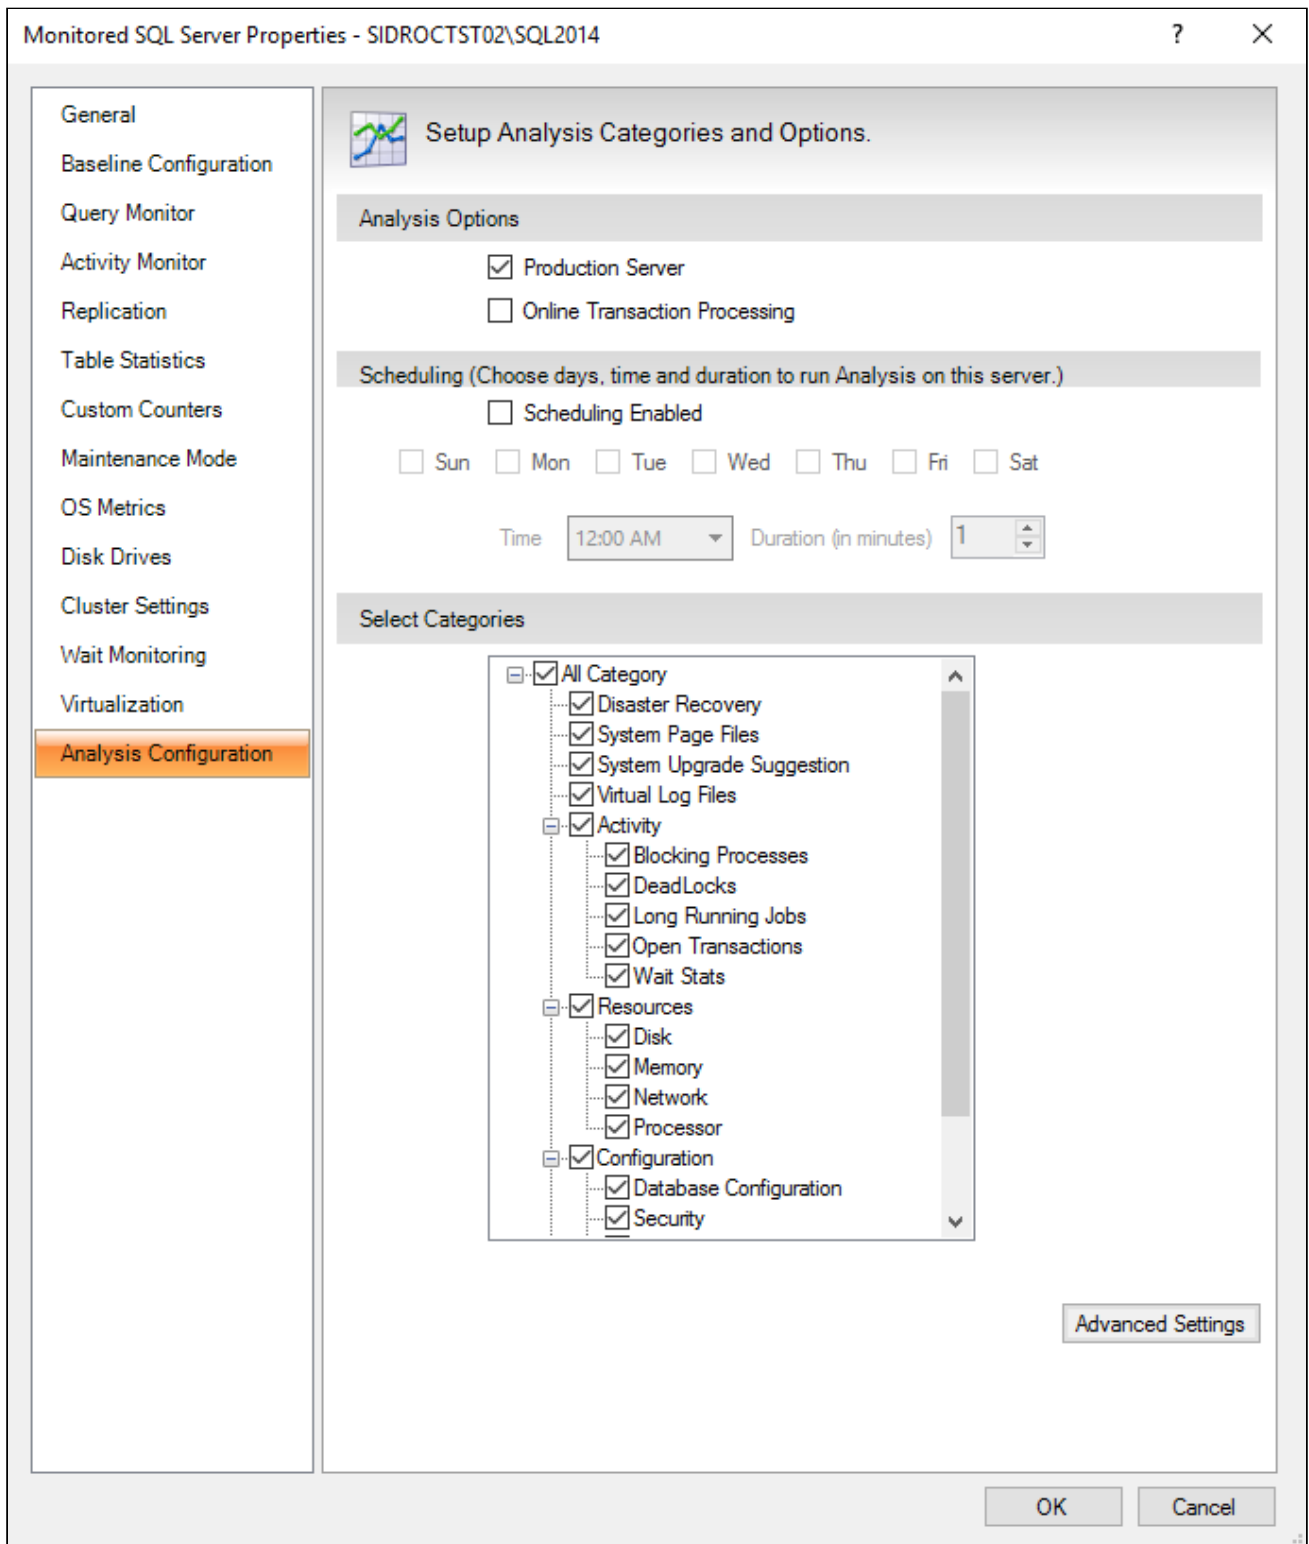 Monitored SQL Server Properties - SIDROCTST02\SQL2014
?
General
Baseline Configuration
Query Monitor
Activity Monitor
Replication
Table Statistics
Custom Counters
Maintenance Mode
OS Metrics
Disk Drives
Cluster Settings
Wait Monitoring
Virtualization
Analysis Configuration
Setup Analysis Categories and Options.
Analysis Options
Production Server
Online Transaction Processing
Scheduling (Choose days, time and duration to run Analysis on this server.)
Scheduling Enabled
Sun Mon Tue Wed Thu Fri Sat
Time 12:00 AM Duration (in minutes) 1
Select Categories
All Category
Disaster Recovery
System Page Files
System Upgrade Suggestion
Virtual Log Files
Activity
Blocking Processes
DeadLocks
Long Running Jobs
Open Transactions
Wait Stats
Resources
Disk
Memory
Network
Processor
Configuration
Database Configuration
Security
Advanced Settings
OK Cancel